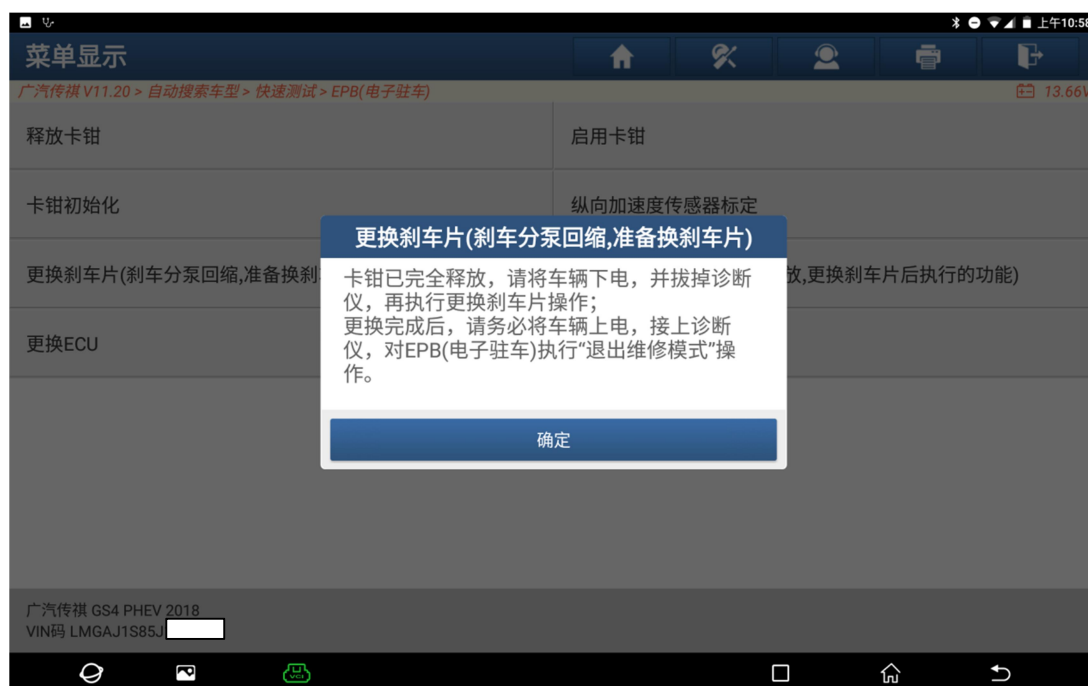 上午10:58
菜单显示
广汽传祺 V11.20 > 自动搜索车型 > 快速测试 > EPB(电子驻车)
13.66V
释放卡钳
启用卡钳
卡钳初始化
纵向加速度传感器标定
更换刹车片(刹车分泵回缩,准备换刹
放,更换刹车片后执行的功能)
更换ECU
更换刹车片(刹车分泵回缩,准备换刹车片)
卡钳已完全释放，请将车辆下电，并拔掉诊断
仪，再执行更换刹车片操作；
更换完成后，请务必将车辆上电，接上诊断
仪，对EPB(电子驻车)执行“退出维修模式”操
作。
确定
广汽传祺 GS4 PHEV 2018
VIN码 LMGAJ1S85J
VCI